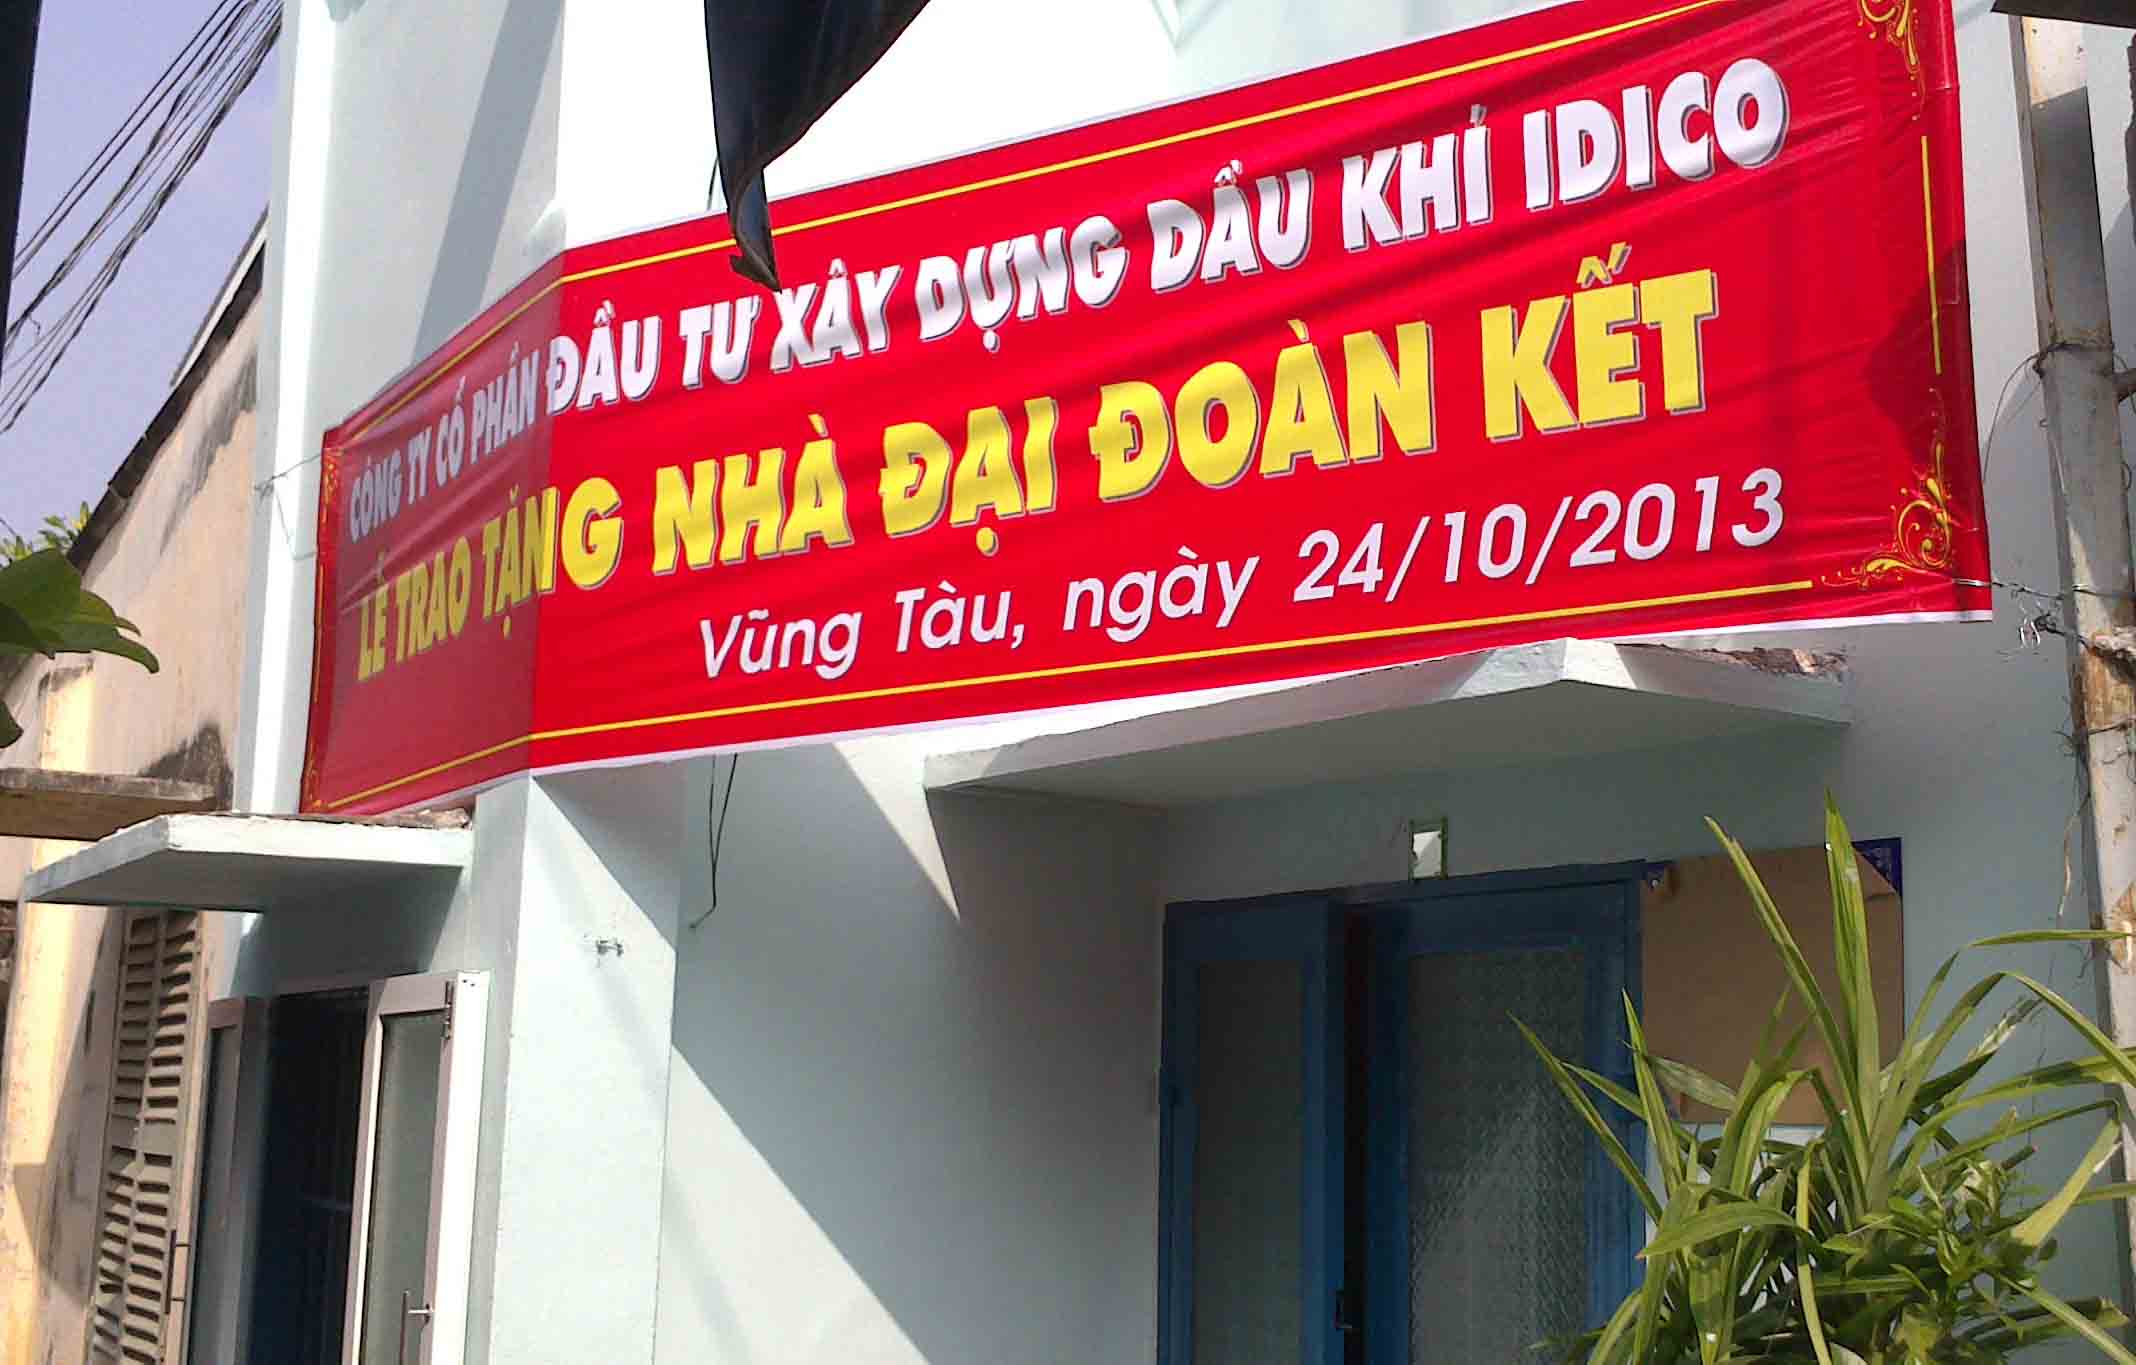 CÔNG TY CỔ PHẦN ĐẦU TƯ XÂY DỰNG DẦU KHÍ IDICO
LỄ TRAO TẶNG NHÀ ĐẠI ĐOÀN KẾT
Vũng Tàu, ngày 24/10/2013